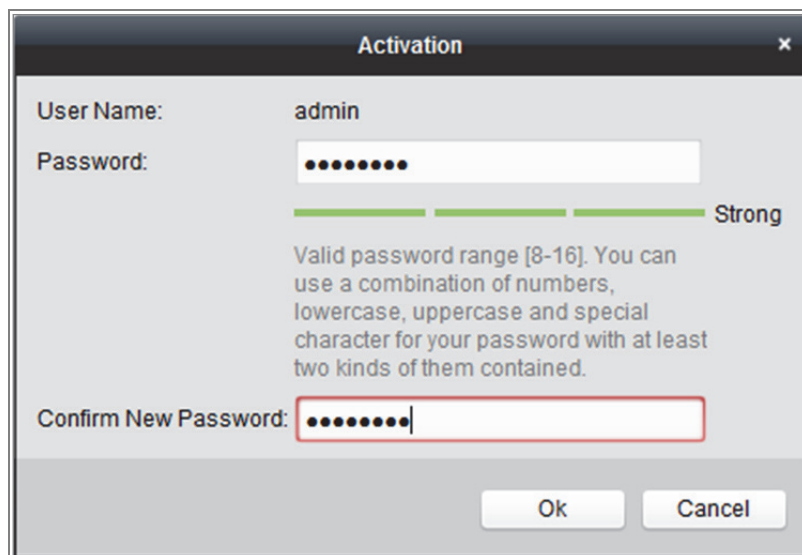 Activation ×
User Name: admin
Password: ••••••••
Strong
Valid password range [8-16]. You can
use a combination of numbers,
lowercase, uppercase and special
character for your password with at least
two kinds of them contained.
Confirm New Password: ••••••••
Ok Cancel